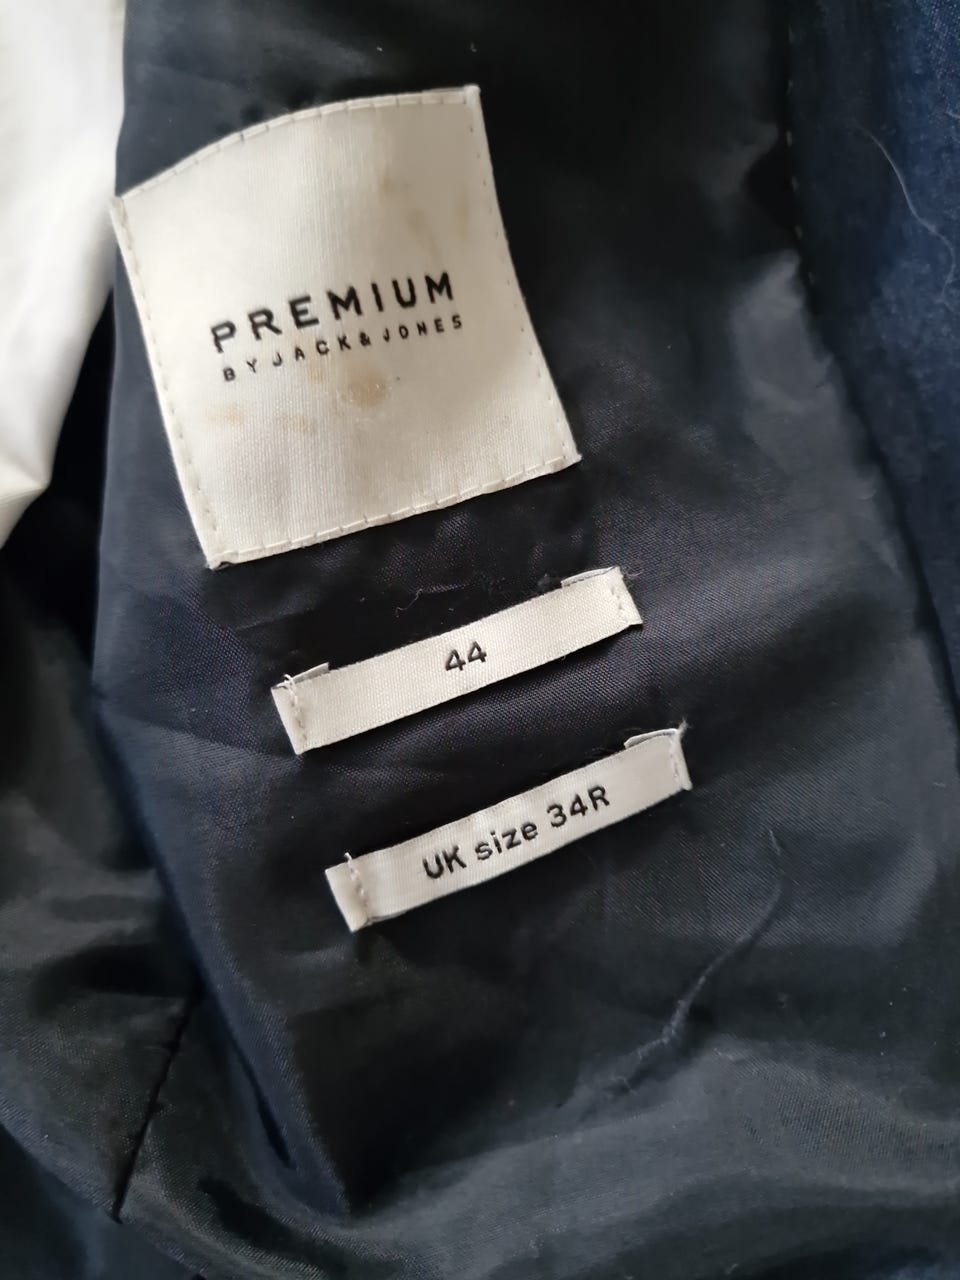 PREMIUM
BY JACK&JONES
44
UK size 34R